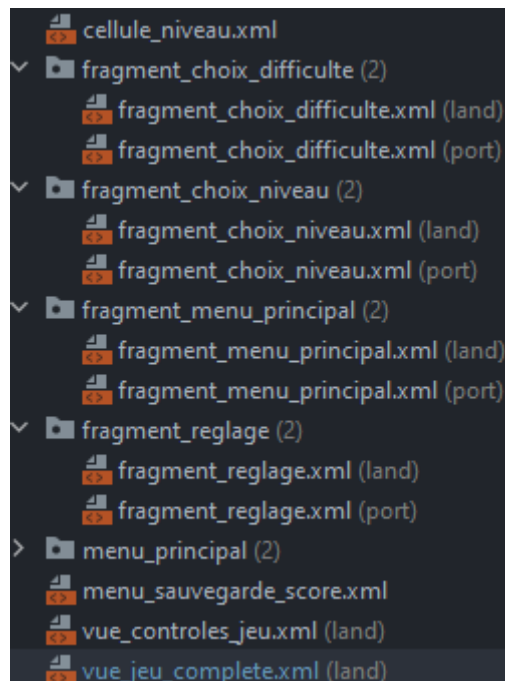 cellule_niveau.xml
fragment_choix_difficulte (2)
fragment_choix_difficulte.xml (land)
fragment_choix_difficulte.xml (port)
fragment_choix_niveau (2)
fragment_choix_niveau.xml (land)
fragment_choix_niveau.xml (port)
fragment_menu_principal (2)
fragment_menu_principal.xml (land)
fragment_menu_principal.xml (port)
fragment_reglage (2)
fragment_reglage.xml (land)
fragment_reglage.xml (port)
menu_principal (2)
menu_sauvegarde_score.xml
vue_controles_jeu.xml (land)
vue_jeu_complete.xml (land)